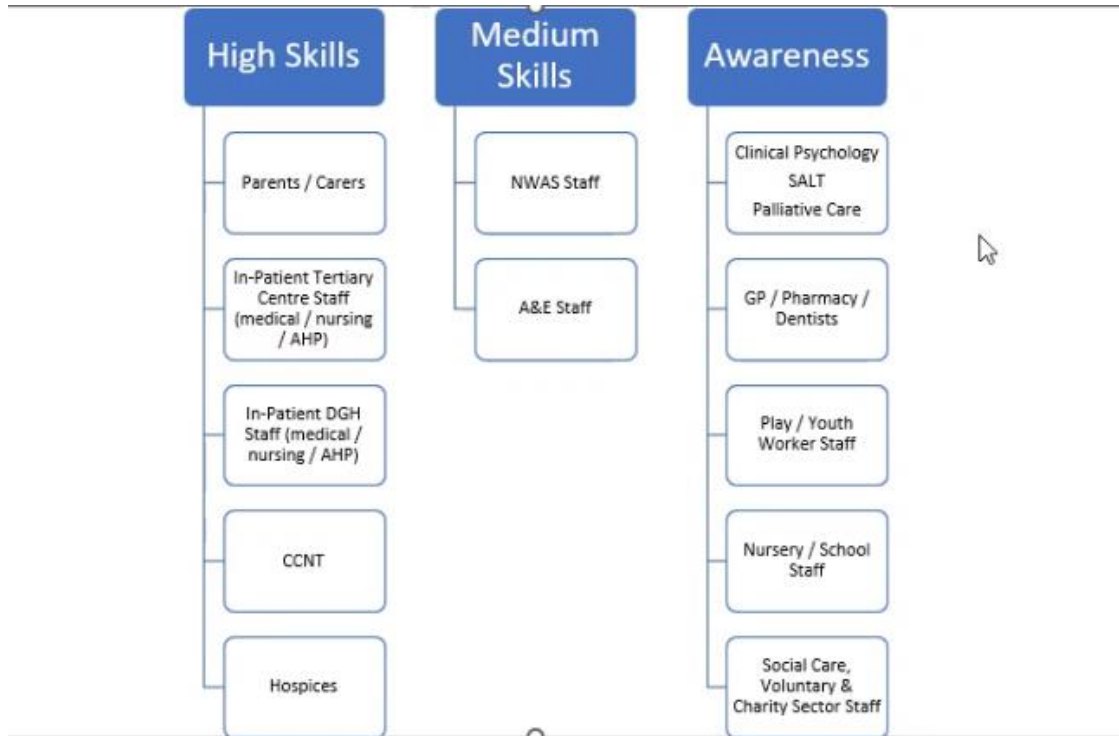 High Skills
Parents / Carers
In-Patient Tertiary
Centre Staff
(medical / nursing
/ AHP)
In-Patient DGH
Staff (medical /
nursing / AHP)
CCNT
Hospices
Medium
Skills
NWAS Staff
A&E Staff
Awareness
Clinical Psychology
SALT
Palliative Care
GP / Pharmacy /
Dentists
Play / Youth
Worker Staff
Nursery / School
Staff
Social Care,
Voluntary &
Charity Sector Staff